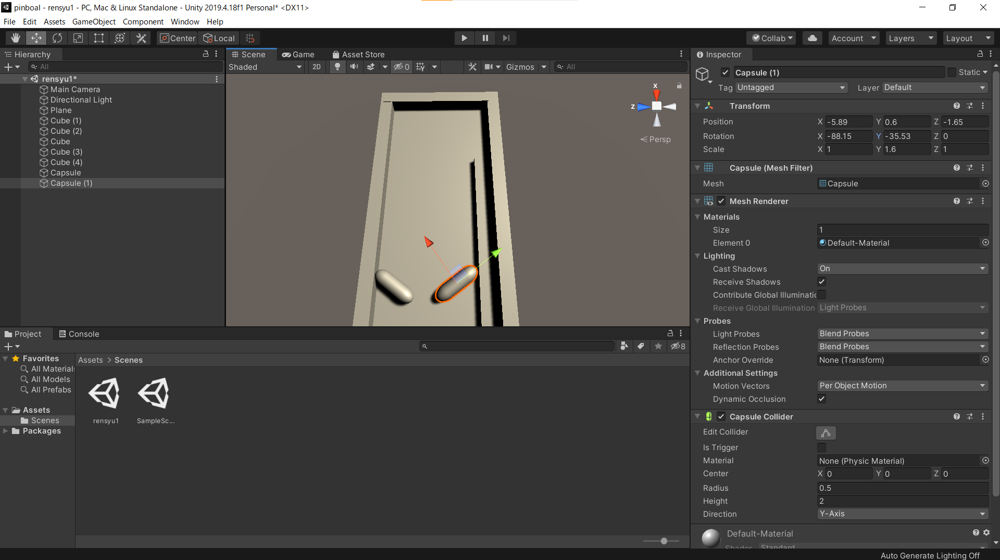 pinboal - rensyu1 - PC, Mac & Linux Standalone - Unity 2019.4.18f1 Personal* <DX11>
File Edit Assets GameObject Component Window Help
Center Local Collab Account Layers Layout
Hierarchy
All
rensyu1*
Main Camera
Directional Light
Plane
Cube (1)
Cube (2)
Cube
Cube (3)
Cube (4)
Capsule
Capsule (1)
Scene Game Asset Store
Shaded 2D 0 Gizmos All
x
z
Persp
Project Console
8
Favorites
All Material
All Models
All Prefabs
Assets
Scenes
Packages
Assets > Scenes
rensyu1 SampleSc...
Inspector
Capsule (1) Static
Tag Untagged Layer Default
Transform
Position X -5.89 Y 0.6 Z -1.65
Rotation X -88.15 Y -35.53 Z 0
Scale X 1 Y 1.6 Z 1
Capsule (Mesh Filter)
Mesh Capsule
Mesh Renderer
Materials
Size 1
Element 0 Default-Material
Lighting
Cast Shadows On
Receive Shadows
Contribute Global Illuminatic
Receive Global Illumination Light Probes
Probes
Light Probes Blend Probes
Reflection Probes Blend Probes
Anchor Override None (Transform)
Additional Settings
Motion Vectors Per Object Motion
Dynamic Occlusion
Capsule Collider
Edit Collider
Is Trigger
Material None (Physic Material)
Center X 0 Y 0 Z 0
Radius 0.5
Height 2
Direction Y-Axis
Default-Material
Shader Standard
Auto Generate Lighting Off